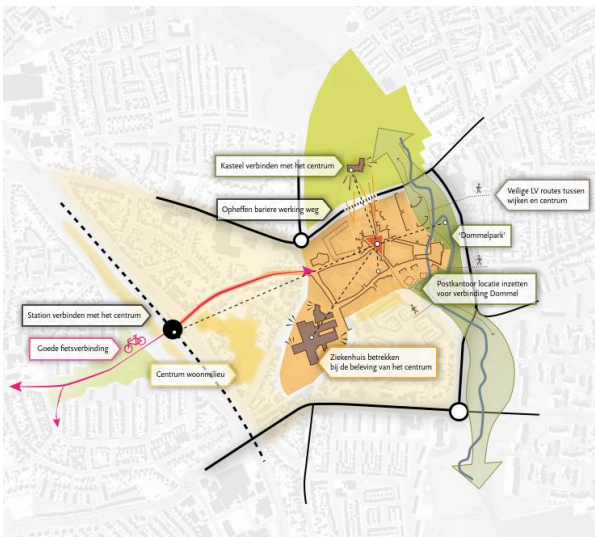 Kasteel verbinden met het centrum
Veilige LV routes tussen
wijken en centrum
Opheffen bariere werking weg
'Dommelpark'
Postkantoor locatie inzetten
voor verbinding Dommel
Station verbinden met het centrum
Goede fietsverbinding
Ziekenhuis betrekken
bij de beleving van het centrum
Centrum woonmilieu